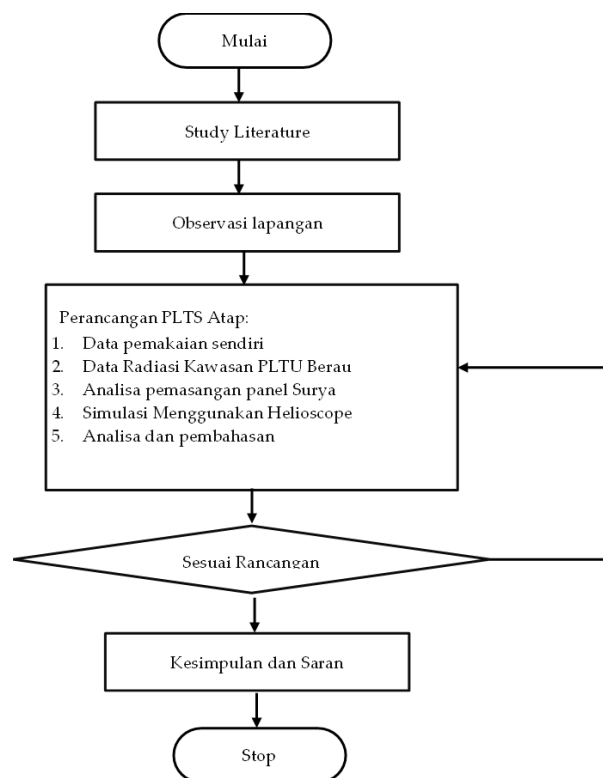 Mulai
Study Literature
Observasi lapangan
Perancangan PLTS Atap:
1. Data pemakaian sendiri
2. Data Radiasi Kawasan PLTU Berau
3. Analisa pemasangan panel Surya
4. Simulasi Menggunakan Helioscope
5. Analisa dan pembahasan
Sesuai Rancangan
Kesimpulan dan Saran
Stop